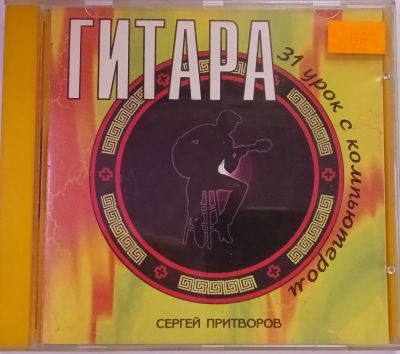 ГИТАРА
31 урок с компьютером
СЕРГЕЙ ПРИТВОРОВ